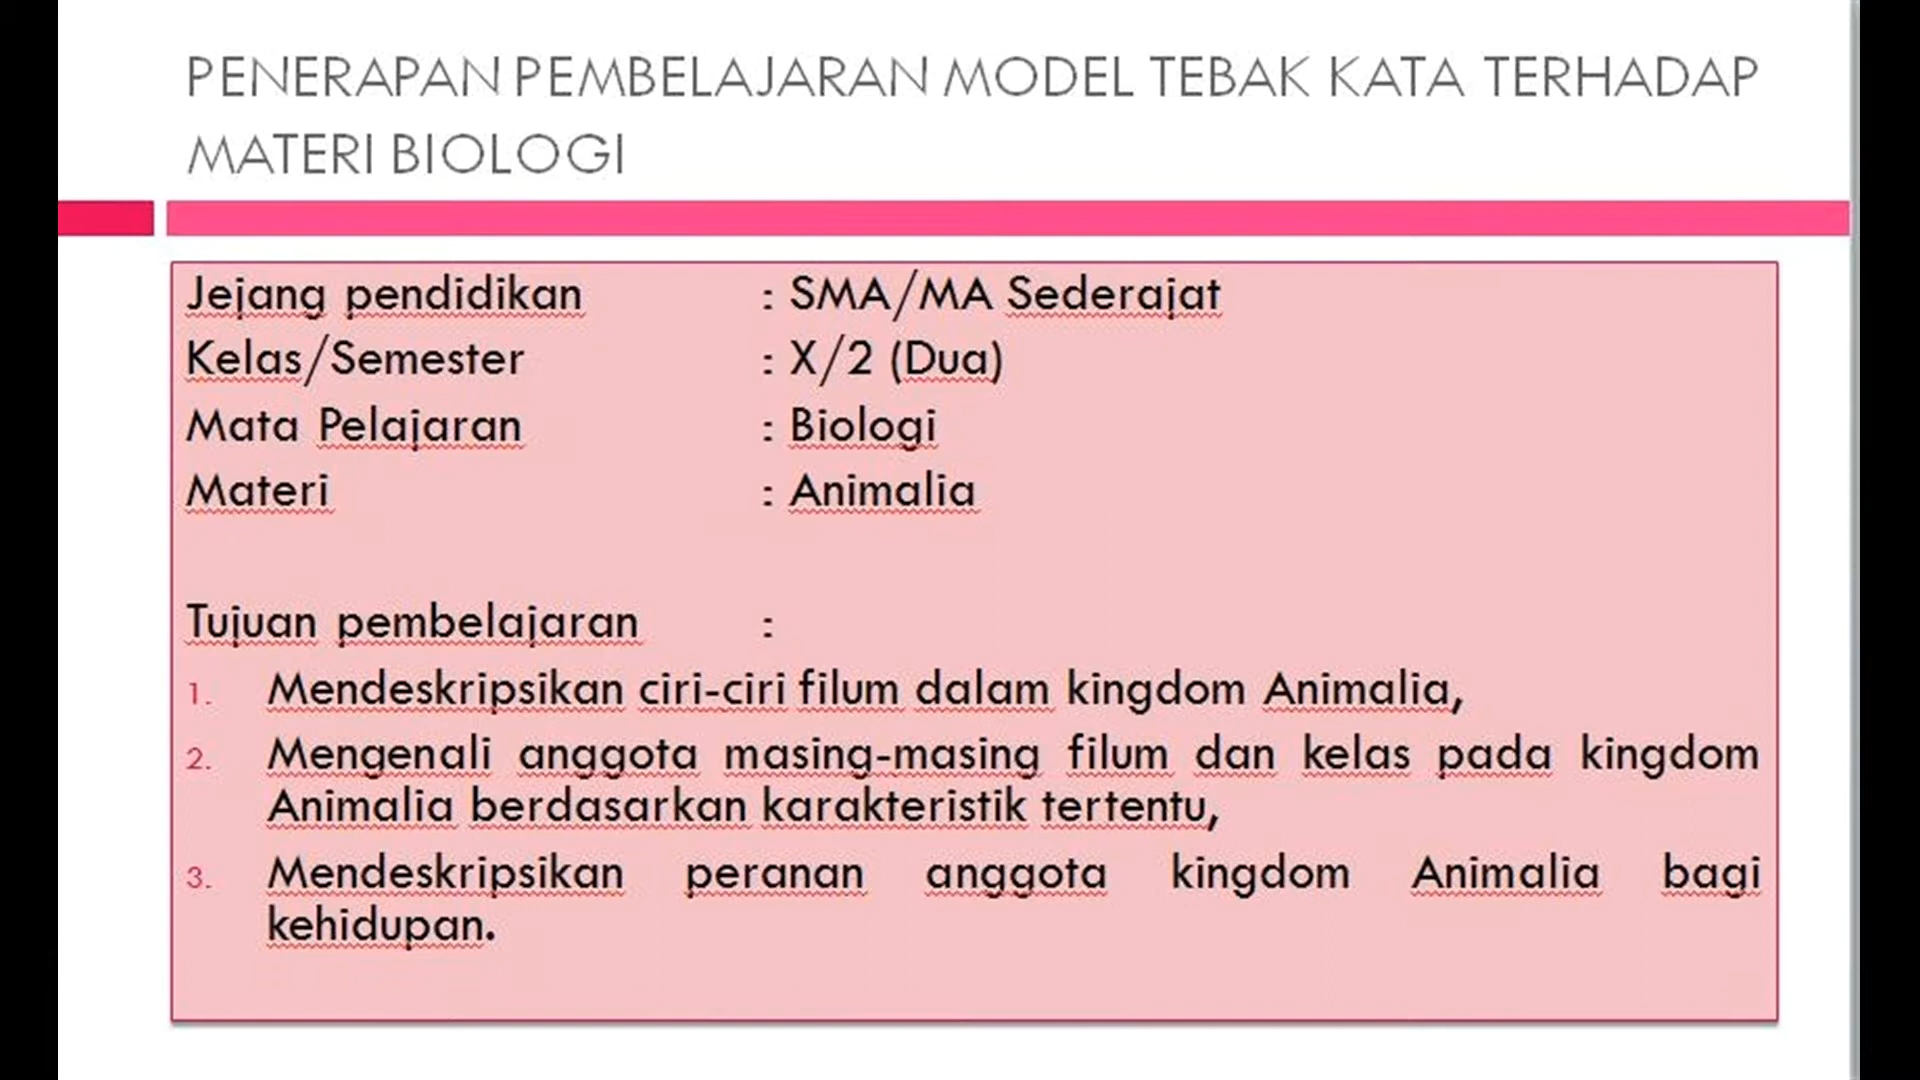 PENERAPAN PEMBELAJARAN MODEL TEBAK KATA TERHADAP
MATERI BIOLOGI
Jejang pendidikan : SMA/MA Sederajat
Kelas/Semester : X/2 (Dua)
Mata Pelajaran : Biologi
Materi : Animalia
Tujuan pembelajaran :
1. Mendeskripsikan ciri-ciri filum dalam kingdom Animalia,
2. Mengenali anggota masing-masing filum dan kelas pada kingdom
Animalia berdasarkan karakteristik tertentu,
3. Mendeskripsikan peranan anggota kingdom Animalia bagi
kehidupan.